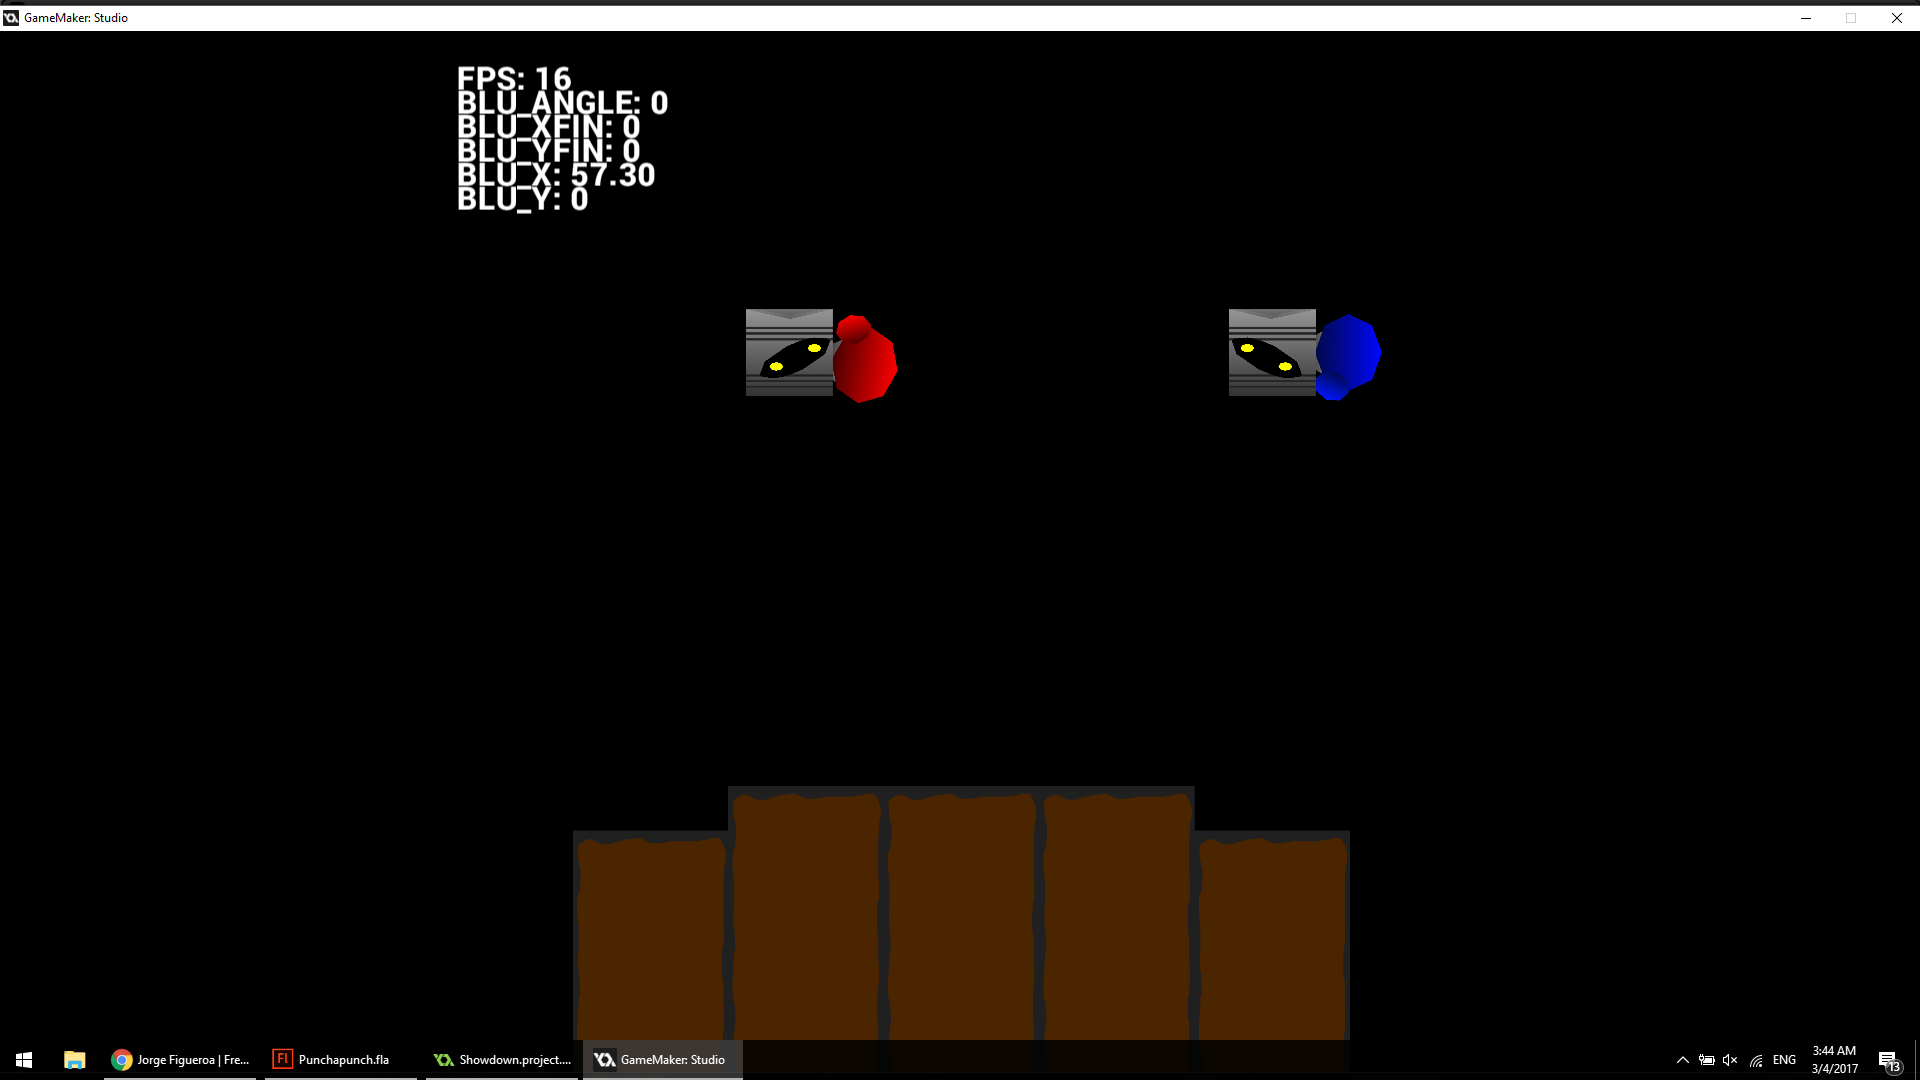 GameMaker: Studio
FPS: 16
BLU_ANGLE: 0
BLU_XFIN: 0
BLU_YFIN: 0
BLU_X: 57.30
BLU_Y: 0
Jorge Figueroa | Fre...
Fl
Punchapunch.fla
Showdown.project....
GameMaker: Studio
ENG
3:44 AM
3/4/2017
13